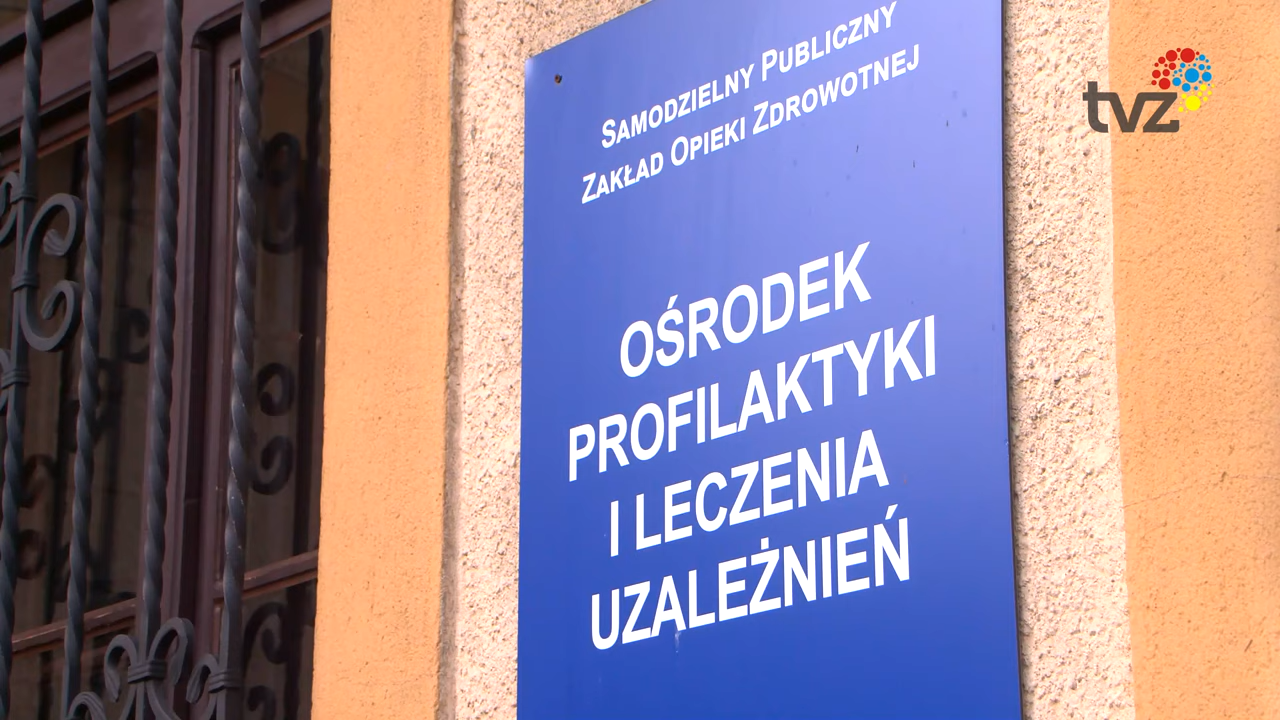 SAMODZIELNY PUBLICZNY
ZAKŁAD OPIEKI ZDROWOTNEJ
OŚRODEK
PROFILAKTYKI
I LECZENIA
UZALEŻNIEŃ
tvz